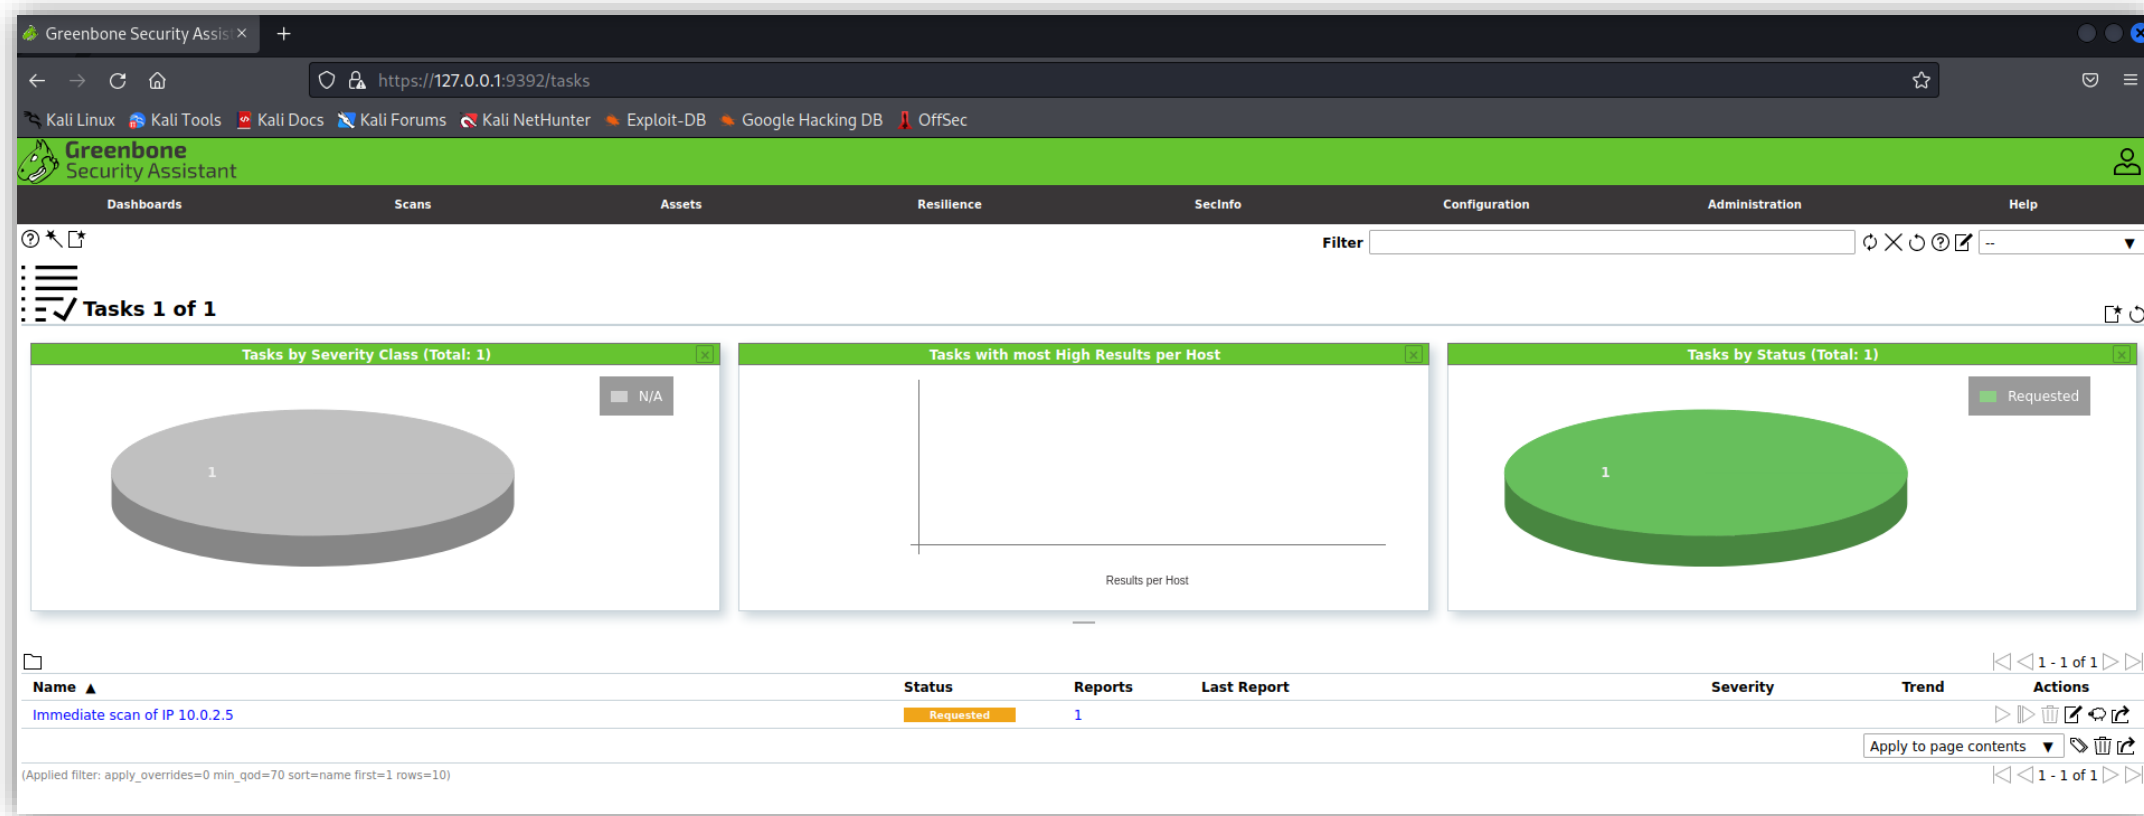 Greenbone Security Assis
https://127.0.0.1:9392/tasks
Kali Linux Kali Tools Kali Docs Kali Forums Kali NetHunter Exploit-DB Google Hacking DB OffSec
Greenbone
Security Assistant
Dashboards Scans Assets Resilience SecInfo Configuration Administration Help
Filter --
Tasks 1 of 1
Tasks by Severity Class (Total: 1) Tasks with most High Results per Host Tasks by Status (Total: 1)
N/A Requested
1 1
Results per Host
1 - 1 of 1
Name ▲ Status Reports Last Report Severity Trend Actions
Immediate scan of IP 10.0.2.5 Requested 1
Apply to page contents ▼
(Applied filter: apply_overrides=0 min_qod=70 sort=name first=1 rows=10) 1 - 1 of 1